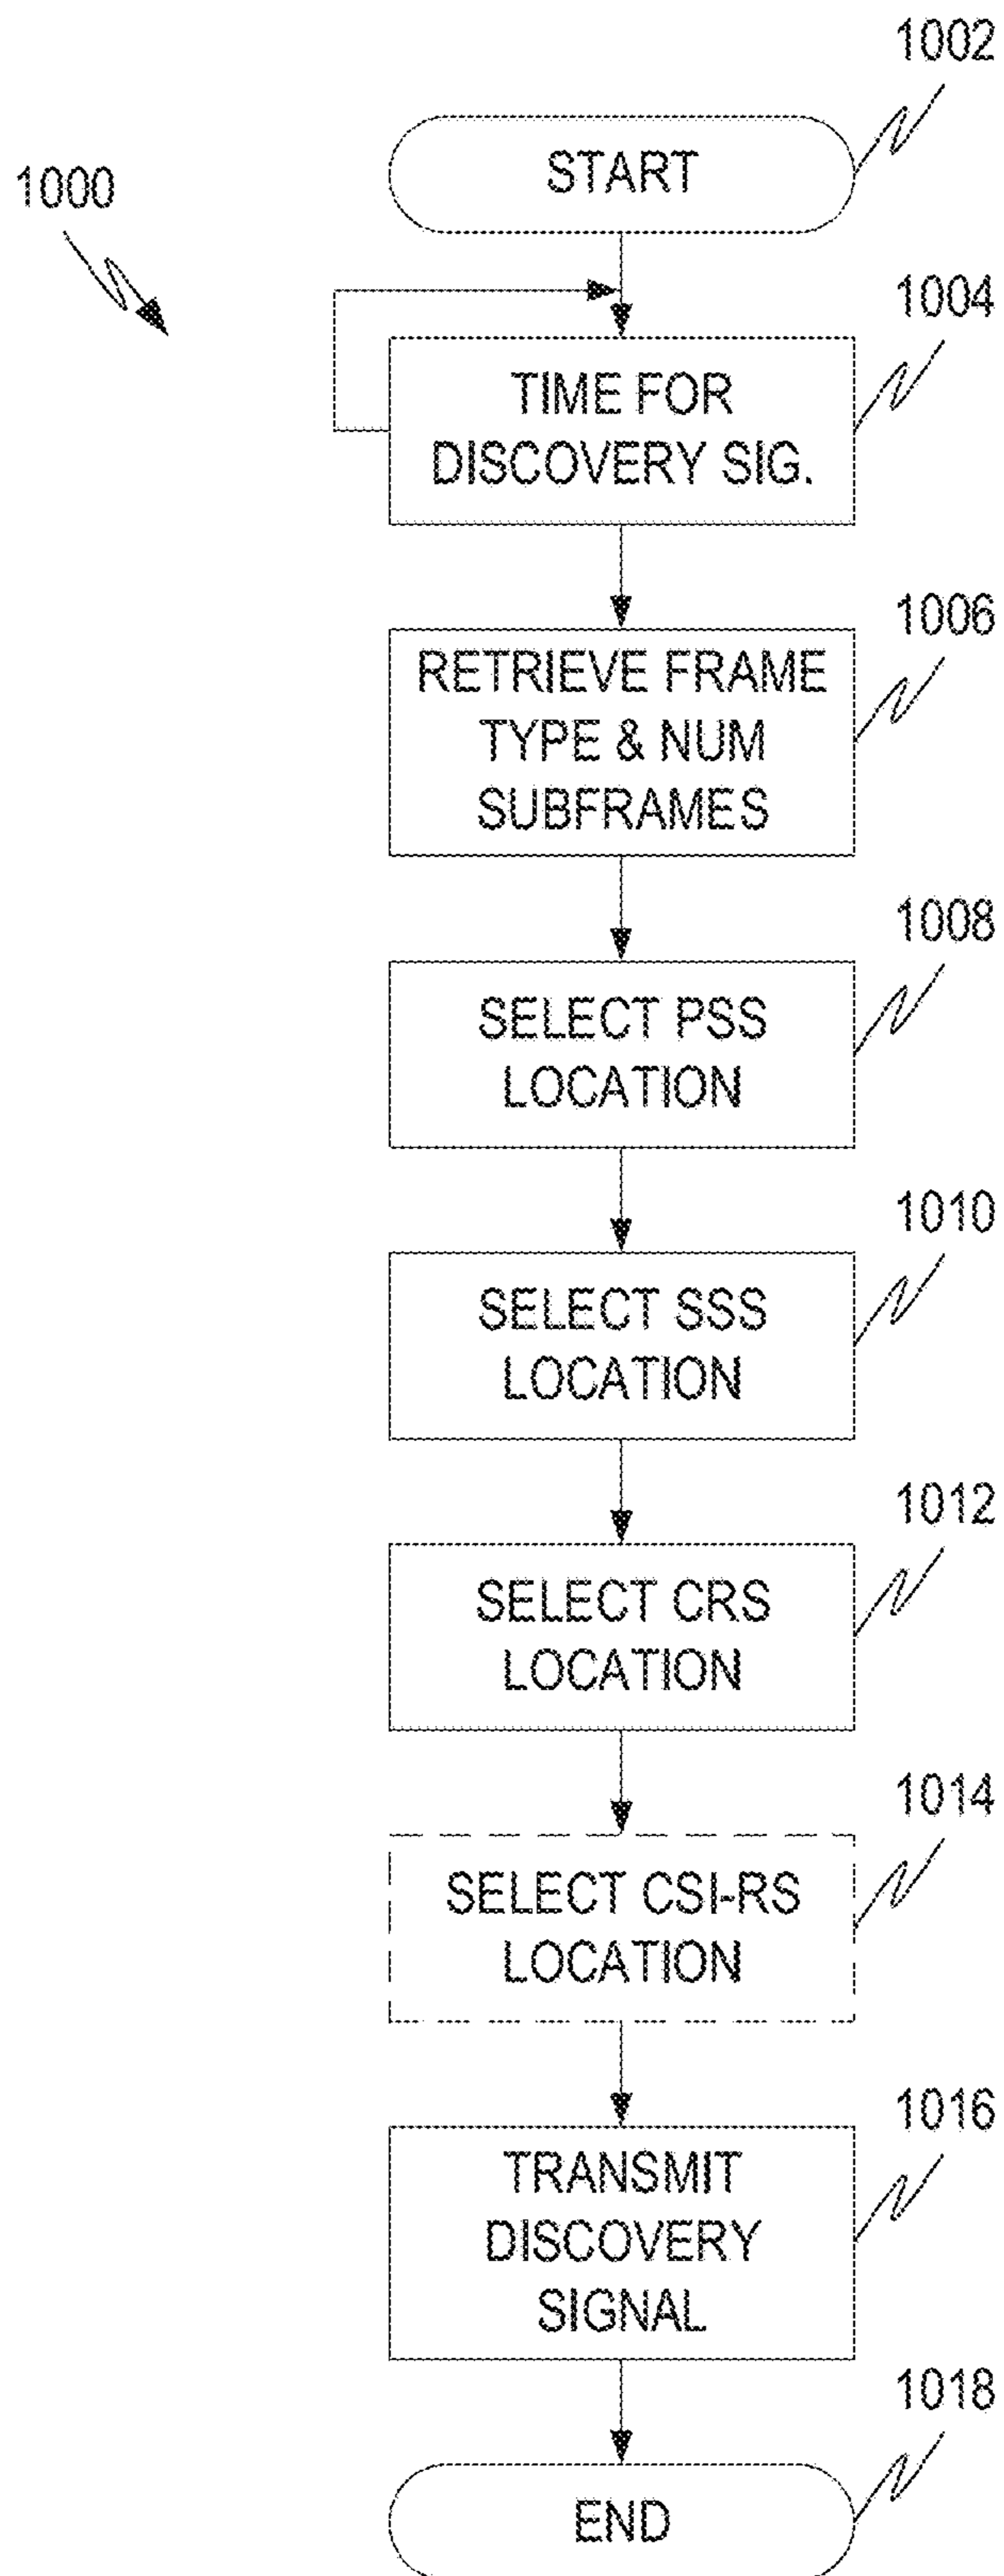 1002
START
1000
1004
TIME FOR
DISCOVERY SIG.
1006
RETRIEVE FRAME
TYPE & NUM
SUBFRAMES
1008
SELECT PSS
LOCATION
1010
SELECT SSS
LOCATION
1012
SELECT CRS
LOCATION
1014
SELECT CSI-RS
LOCATION
1016
TRANSMIT
DISCOVERY
SIGNAL
1018
END